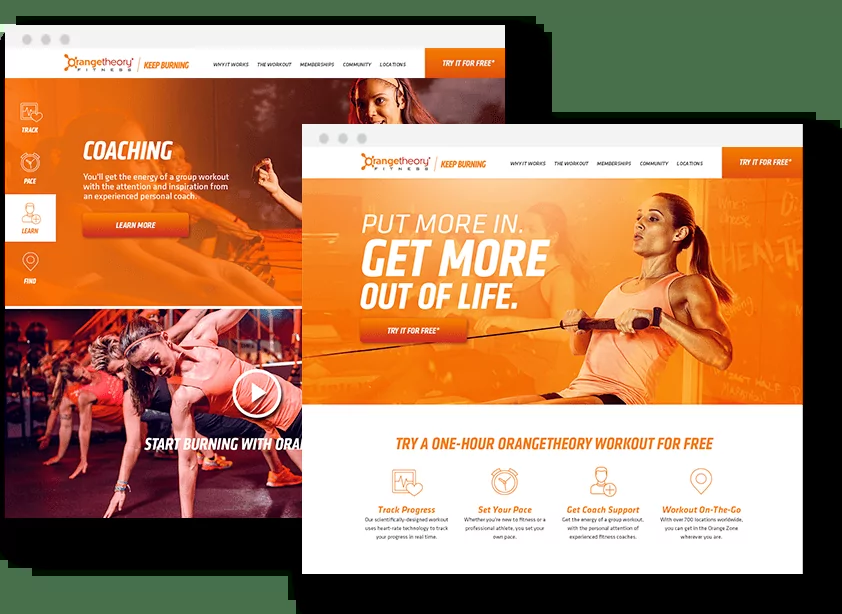 Orangetheory®
FITNESS
KEEP BURNING
WHY IT WORKS
THE WORKOUT
MEMBERSHIPS
COMMUNITY
LOCATIONS
TRY IT FOR FREE*
TRACK
PACE
LEARN
FIND
COACHING
You'll get the energy of a group workout
with the attention and inspiration from
an experienced personal coach.
LEARN MORE
START BURNING WITH ORA
Orangetheory®
FITNESS
KEEP BURNING
WHY IT WORKS
THE WORKOUT
MEMBERSHIPS
COMMUNITY
LOCATIONS
TRY IT FOR FREE*
PUT MORE IN.
GET MORE
OUT OF LIFE.
TRY IT FOR FREE*
TRY A ONE-HOUR ORANGETHEORY WORKOUT FOR FREE
Track Progress
Our scientifically-designed workout
uses heart-rate technology to track
your progress in real time.
Set Your Pace
Whether you're new to fitness or a
professional athlete, you set your
own pace.
Get Coach Support
Get the energy of a group workout,
with the personal attention of
experienced fitness coaches.
Workout On-The-Go
With over 700 locations worldwide,
you can get in the Orange Zone
wherever you are.